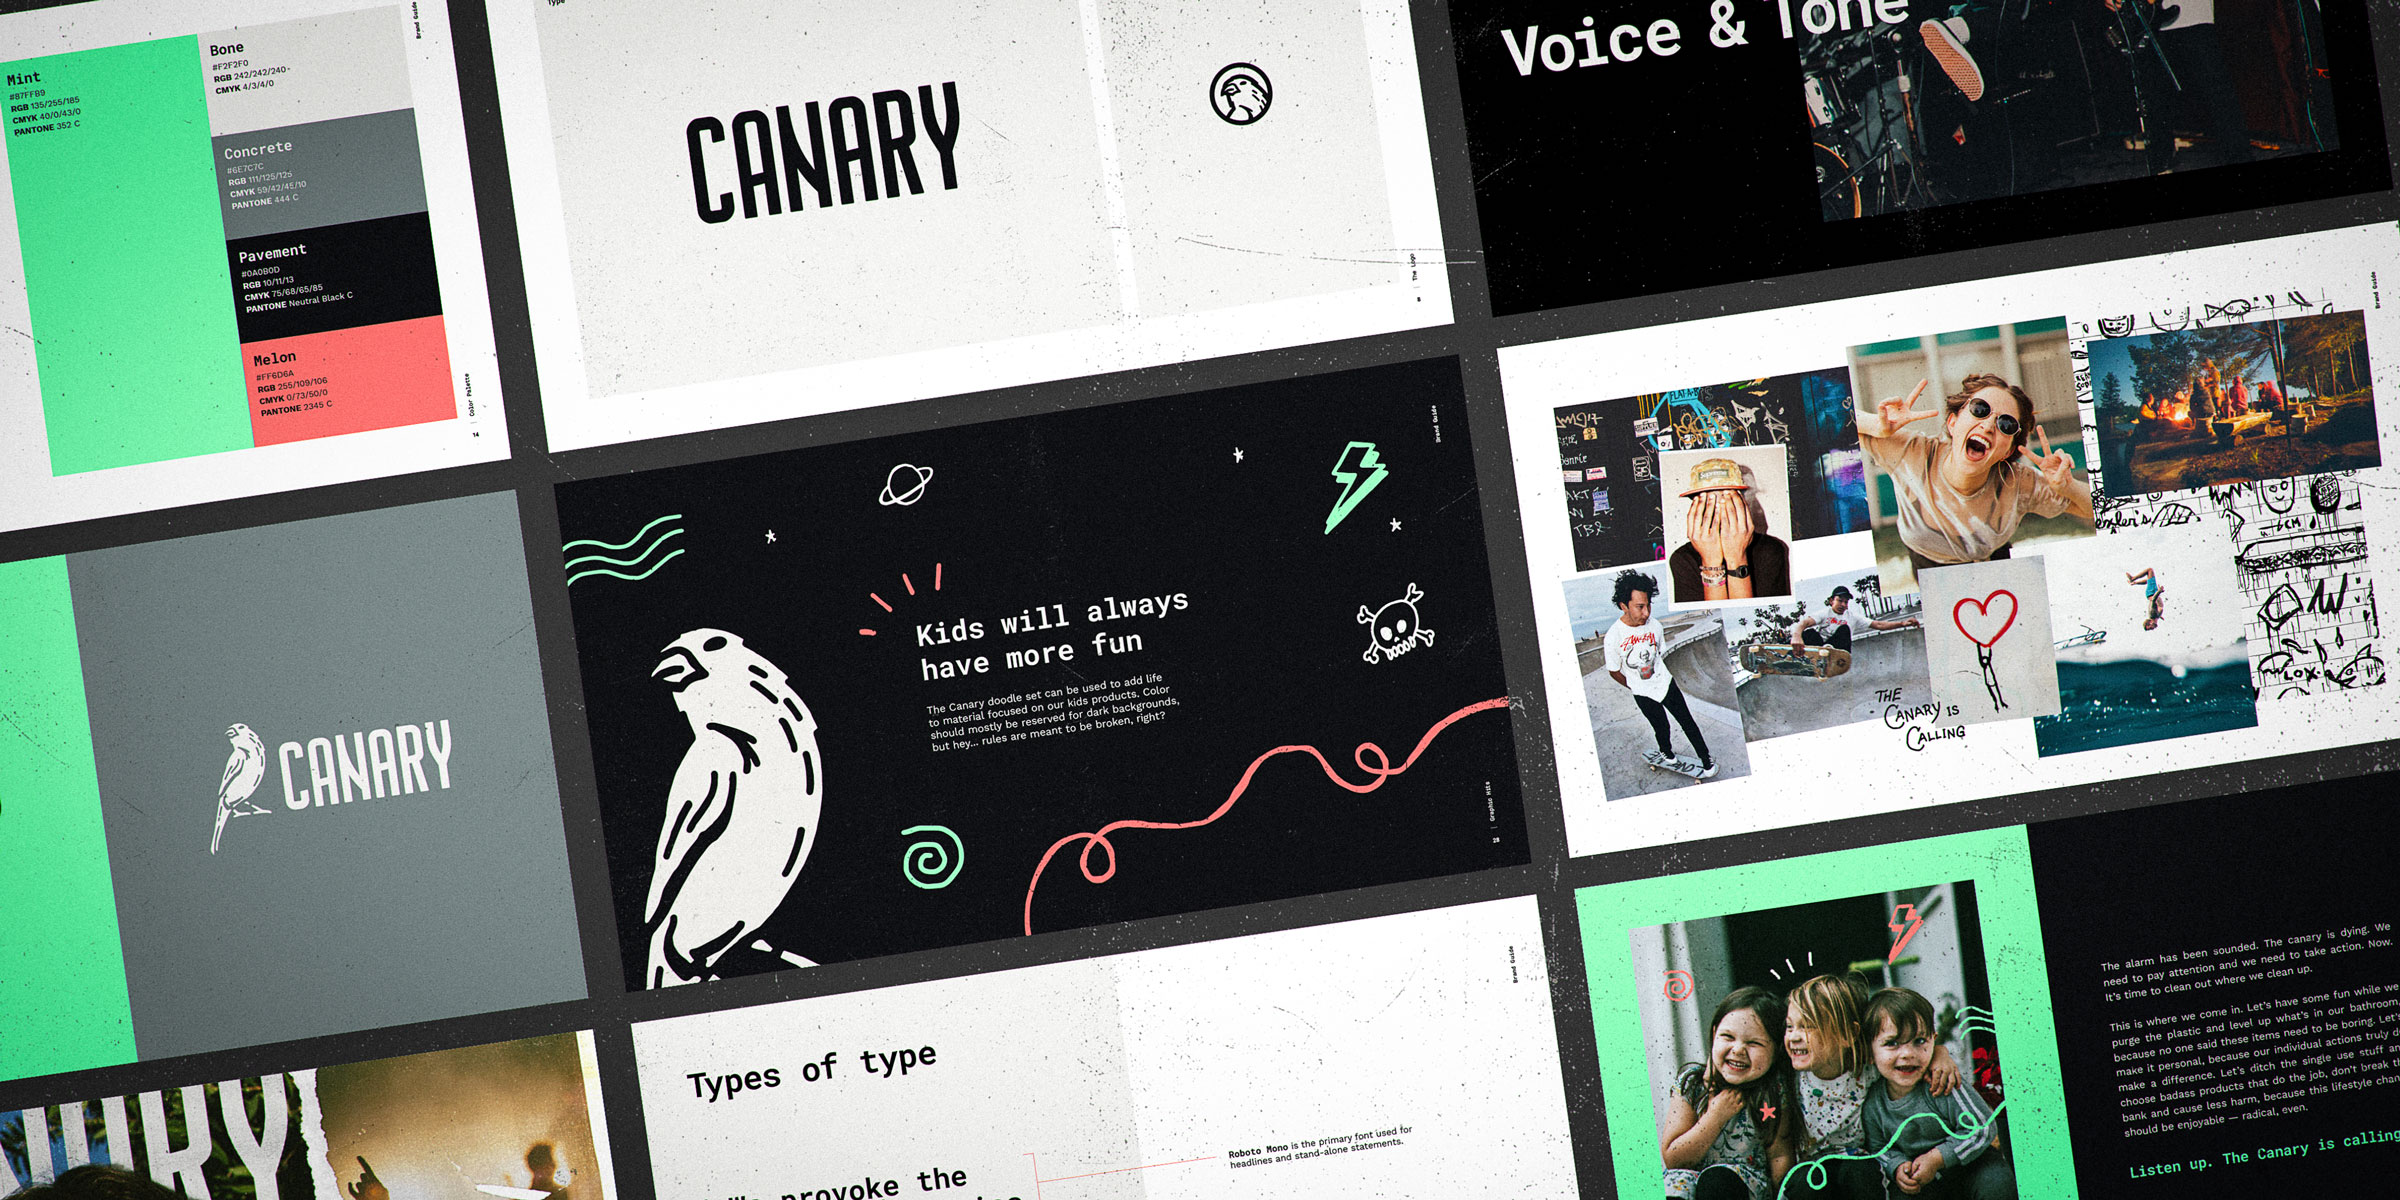 Mint
#87FFB9
RGB 135/255/185
CMYK 40/0/43/0
PANTONE 352 C
Bone
#F2F2F0
RGB 242/242/240
CMYK 4/3/4/0
Concrete
#6E7C7C
RGB 111/125/125
CMYK 59/42/45/10
PANTONE 444 C
Pavement
#0A0B0D
RGB 10/11/13
CMYK 75/68/65/85
PANTONE Neutral Black C
Melon
#FF6D6A
RGB 255/109/106
CMYK 0/73/50/0
PANTONE 2345 C
Brand Guide
Color Palette
14
Type
CANARY
The Logo
8
Voice & Tone
CANARY
Kids will always
have more fun
The Canary doodle set can be used to add life
to material focused on our kids products. Color
should mostly be reserved for dark backgrounds,
but hey... rules are meant to be broken, right?
Brand Guide
Graphic Hits
28
Brand Guide
FLAT-A-B
TBR
THE
CANARY IS
CALLING
Types of type
provoke the
Roboto Mono is the primary font used for
headlines and stand-alone statements.
Brand Guide
The alarm has been sounded. The canary is dying. We
need to pay attention and we need to take action. Now.
It's time to clean out where we clean up.
This is where we come in. Let's have some fun while we
purge the plastic and level up what's in our bathroom,
because no one said these items need to be boring. Let's
make it personal, because our individual actions truly d
make a difference. Let's ditch the single use stuff an
choose badass products that do the job, don't break th
bank and cause less harm, because this lifestyle chan
should be enjoyable — radical, even.
Listen up. The Canary is calling